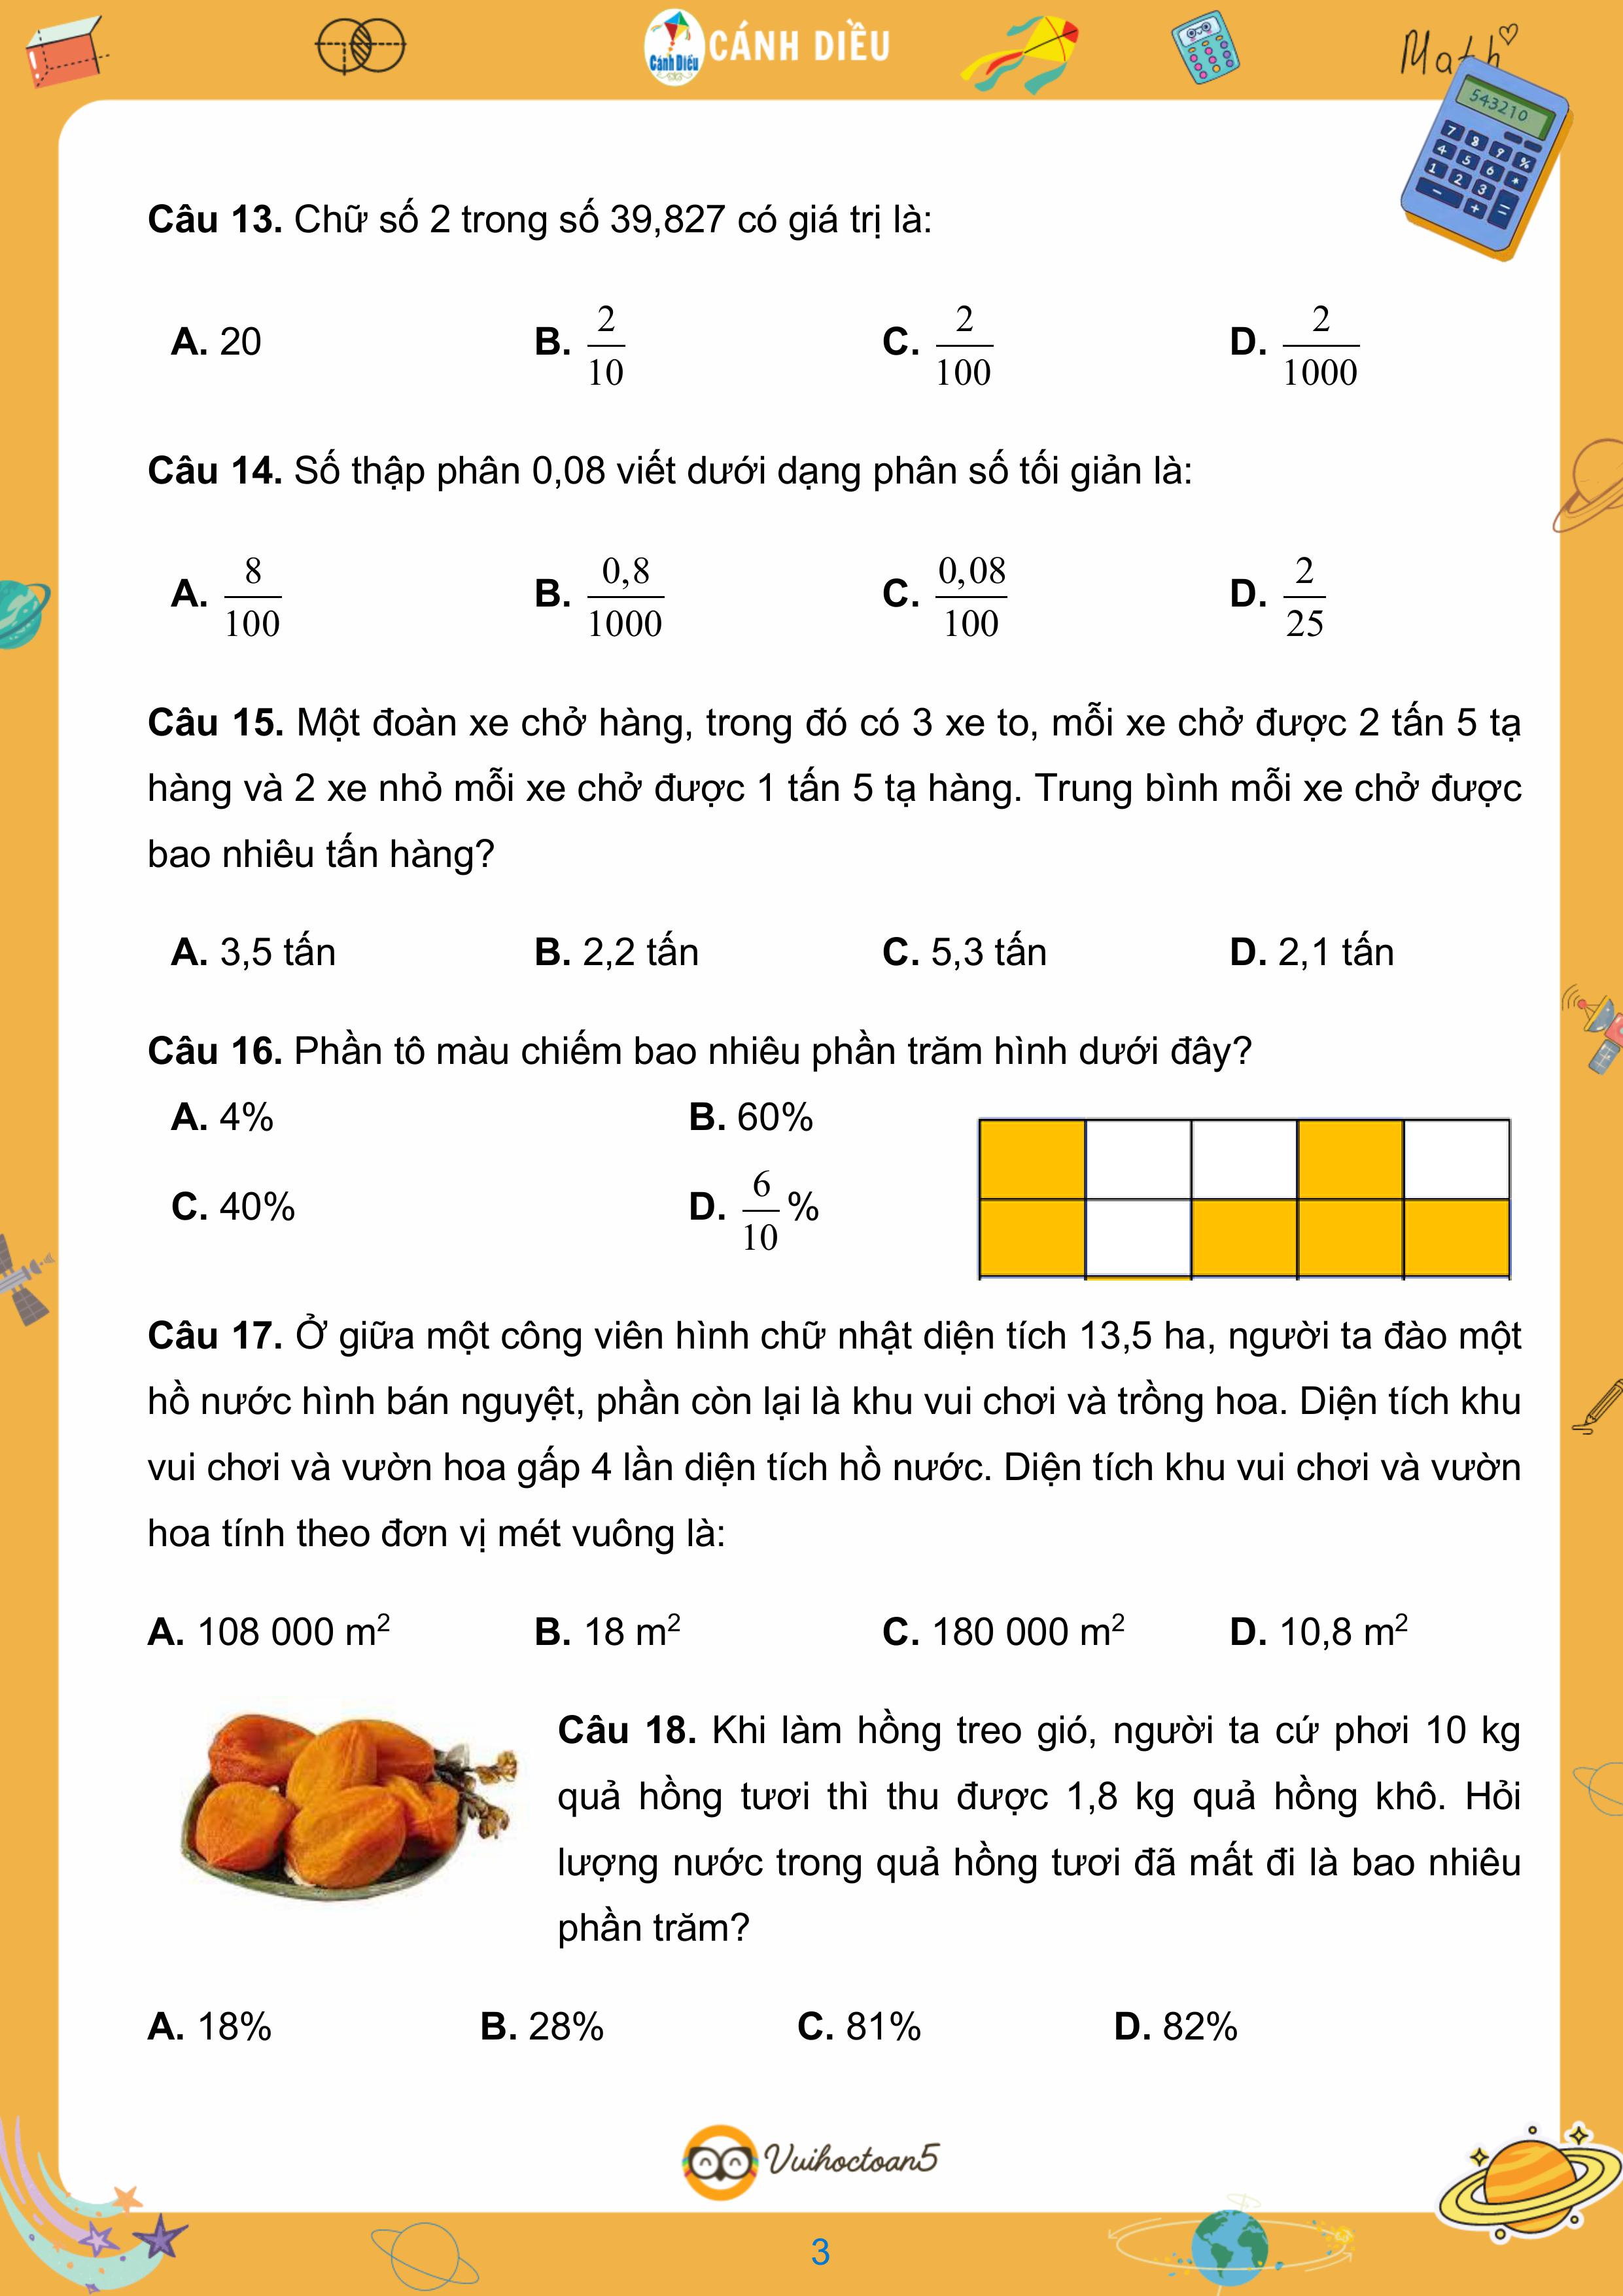 Cánh Diều CÁNH DIỀU
Math
543210
7 8 9 %
4 5 6 *
1 2 3
- + =
Câu 13. Chữ số 2 trong số 39,827 có giá trị là:
A. 20 B. 2/10 C. 2/100 D. 2/1000
Câu 14. Số thập phân 0,08 viết dưới dạng phân số tối giản là:
A. 8/100 B. 0,8/1000 C. 0,08/100 D. 2/25
Câu 15. Một đoàn xe chở hàng, trong đó có 3 xe to, mỗi xe chở được 2 tấn 5 tạ
hàng và 2 xe nhỏ mỗi xe chở được 1 tấn 5 tạ hàng. Trung bình mỗi xe chở được
bao nhiêu tấn hàng?
A. 3,5 tấn B. 2,2 tấn C. 5,3 tấn D. 2,1 tấn
Câu 16. Phần tô màu chiếm bao nhiêu phần trăm hình dưới đây?
A. 4% B. 60%
C. 40% D. 6/10 %
Câu 17. Ở giữa một công viên hình chữ nhật diện tích 13,5 ha, người ta đào một
hồ nước hình bán nguyệt, phần còn lại là khu vui chơi và trồng hoa. Diện tích khu
vui chơi và vườn hoa gấp 4 lần diện tích hồ nước. Diện tích khu vui chơi và vườn
hoa tính theo đơn vị mét vuông là:
A. 108 000 m² B. 18 m² C. 180 000 m² D. 10,8 m²
Câu 18. Khi làm hồng treo gió, người ta cứ phơi 10 kg
quả hồng tươi thì thu được 1,8 kg quả hồng khô. Hỏi
lượng nước trong quả hồng tươi đã mất đi là bao nhiêu
phần trăm?
A. 18% B. 28% C. 81% D. 82%
Vuihoctoan5
3